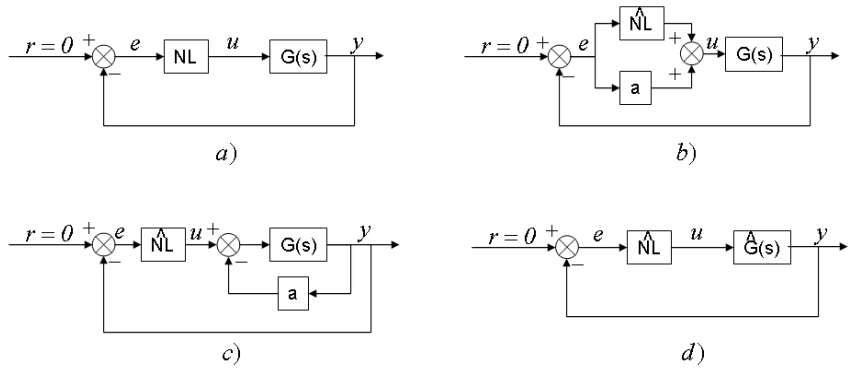 r = 0 + e NL u G(s) y
−
a)
r = 0 + e N̂L + u G(s) y
− + +
a
b)
r = 0 + e N̂L u + G(s) y
− −
a
c)
r = 0 + e N̂L u Ĝ(s) y
−
d)